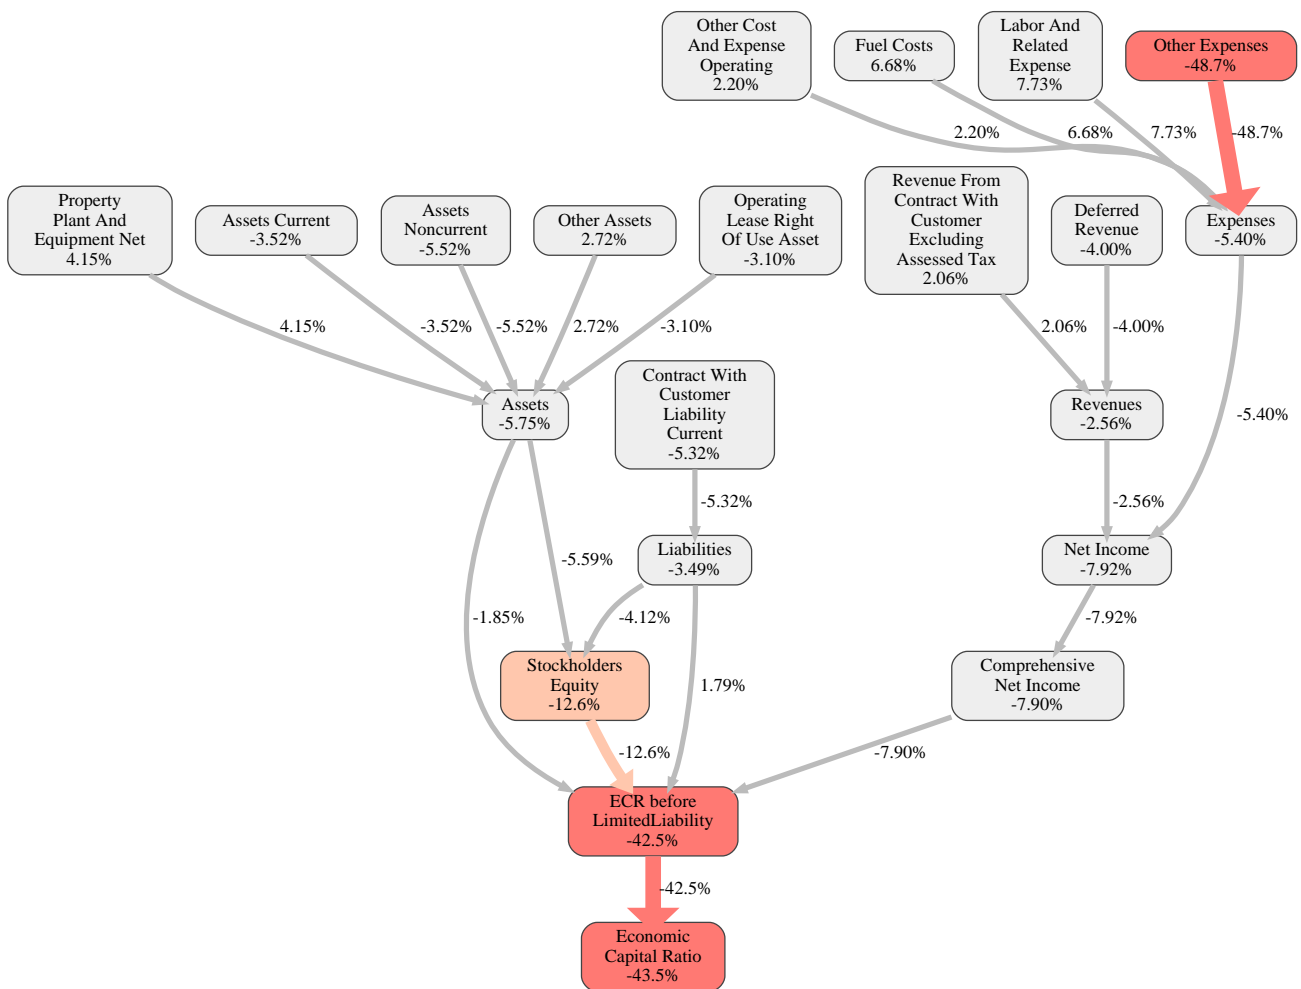 Other Cost
And Expense
Operating
2.20%
Fuel Costs
6.68%
Labor And
Related
Expense
7.73%
Other Expenses
-48.7%
2.20%
6.68%
7.73%
-48.7%
Property
Plant And
Equipment Net
4.15%
Assets Current
-3.52%
Assets
Noncurrent
-5.52%
Other Assets
2.72%
Operating
Lease Right
Of Use Asset
-3.10%
Revenue From
Contract With
Customer
Excluding
Assessed Tax
2.06%
Deferred
Revenue
-4.00%
Expenses
-5.40%
4.15%
-3.52%
-5.52%
2.72%
-3.10%
2.06%
-4.00%
Assets
-5.75%
Contract With
Customer
Liability
Current
-5.32%
Revenues
-2.56%
-5.40%
-5.32%
-2.56%
-5.59%
Liabilities
-3.49%
Net Income
-7.92%
-1.85%
-4.12%
-7.92%
Stockholders
Equity
-12.6%
1.79%
Comprehensive
Net Income
-7.90%
-12.6%
-7.90%
ECR before
LimitedLiability
-42.5%
-42.5%
Economic
Capital Ratio
-43.5%